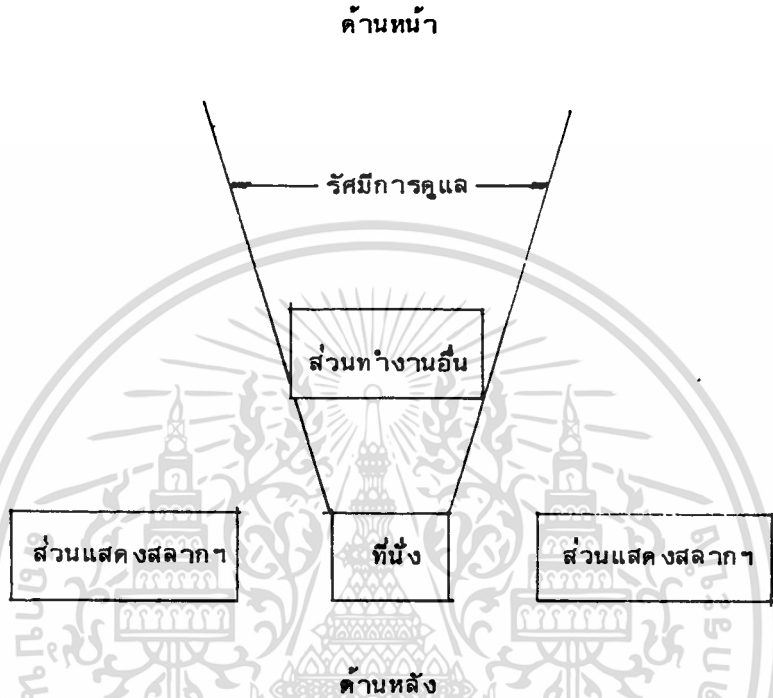 ด้านหน้า
รัศมีการดูแล
ส่วนทำงานอื่น
ส่วนแสดงสลากฯ ที่นั่ง ส่วนแสดงสลากฯ
ด้านหลัง